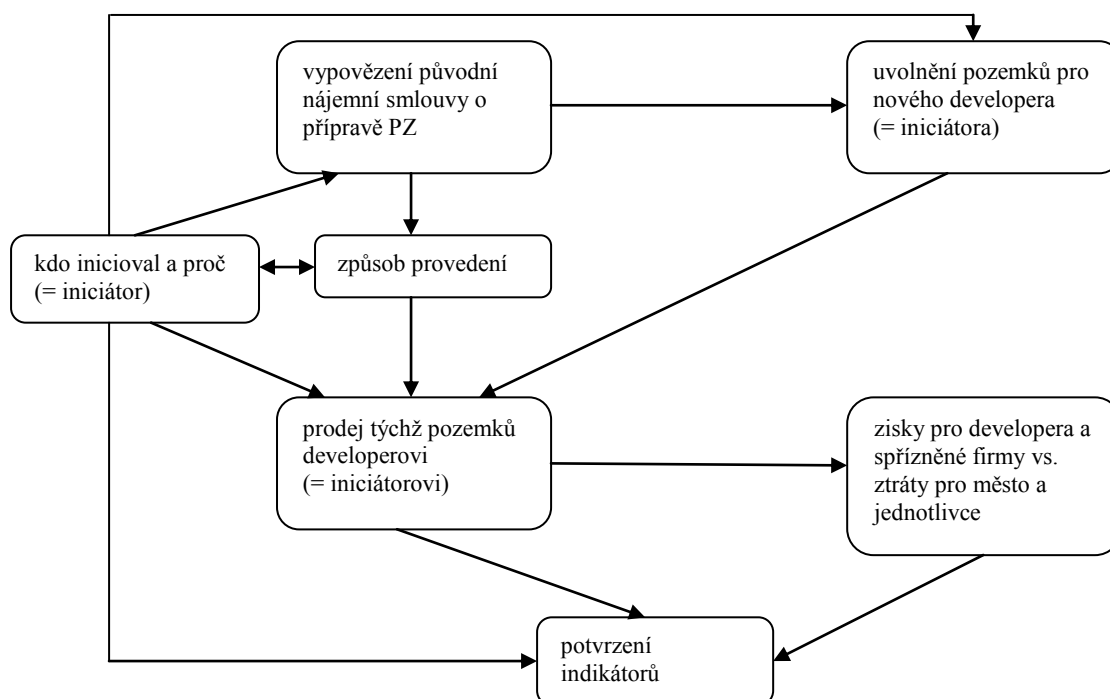 vypovězení původní
nájemní smlouvy o
přípravě PZ
uvolnění pozemků pro
nového developera
(= iniciátora)
kdo inicioval a proč
(= iniciátor)
způsob provedení
prodej týchž pozemků
developerovi
(= iniciátorovi)
zisky pro developera a
spřízněné firmy vs.
ztráty pro město a
jednotlivce
potvrzení
indikátorů